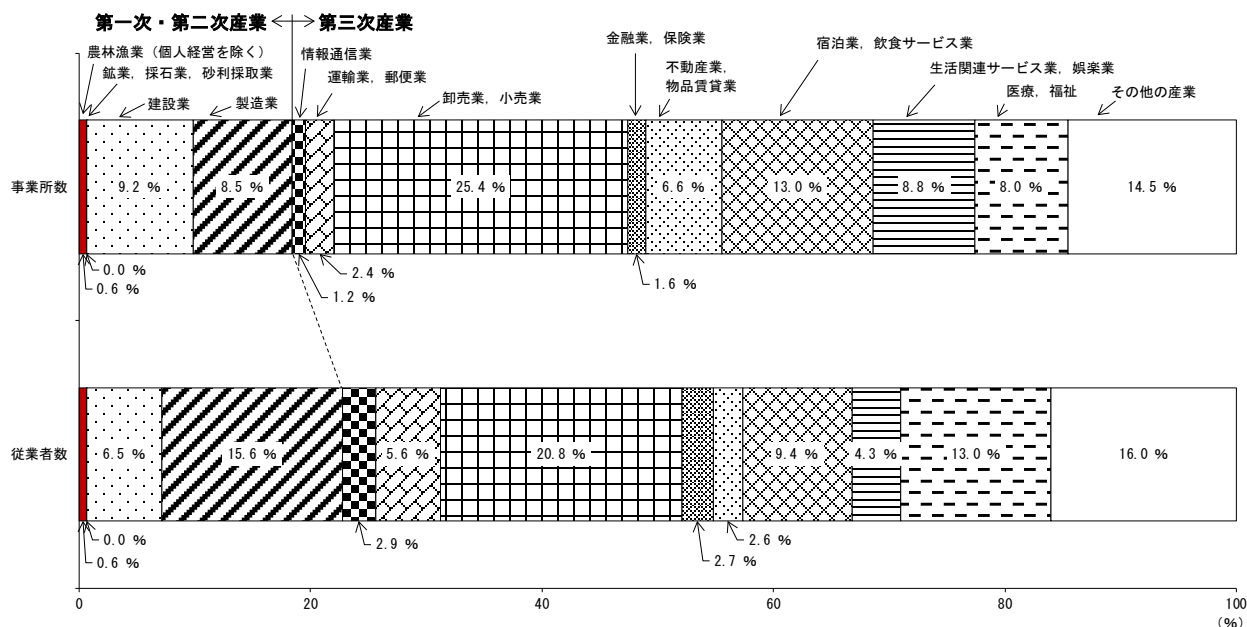 第一次・第二次産業
第三次産業
農林漁業（個人経営を除く）
鉱業，採石業，砂利採取業
建設業
製造業
情報通信業
運輸業，郵便業
卸売業，小売業
金融業，保険業
不動産業，
物品賃貸業
宿泊業，飲食サービス業
生活関連サービス業，娯楽業
医療，福祉
その他の産業
事業所数
9.2 %
8.5 %
25.4 %
6.6 %
13.0 %
8.8 %
8.0 %
14.5 %
0.0 %
0.6 %
1.2 %
2.4 %
1.6 %
従業者数
6.5 %
15.6 %
5.6 %
20.8 %
9.4 %
4.3 %
13.0 %
16.0 %
0.0 %
0.6 %
2.9 %
2.7 %
2.6 %
0
20
40
60
80
100
(%)